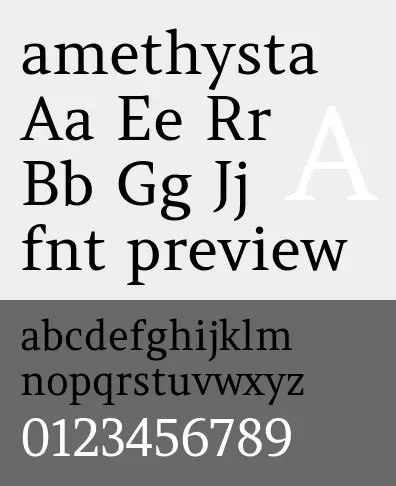 amethysta
Aa Ee Rr
A
Bb Gg Jj
fnt preview
abcdefghijklm
nopqrstuvwxyz
0123456789